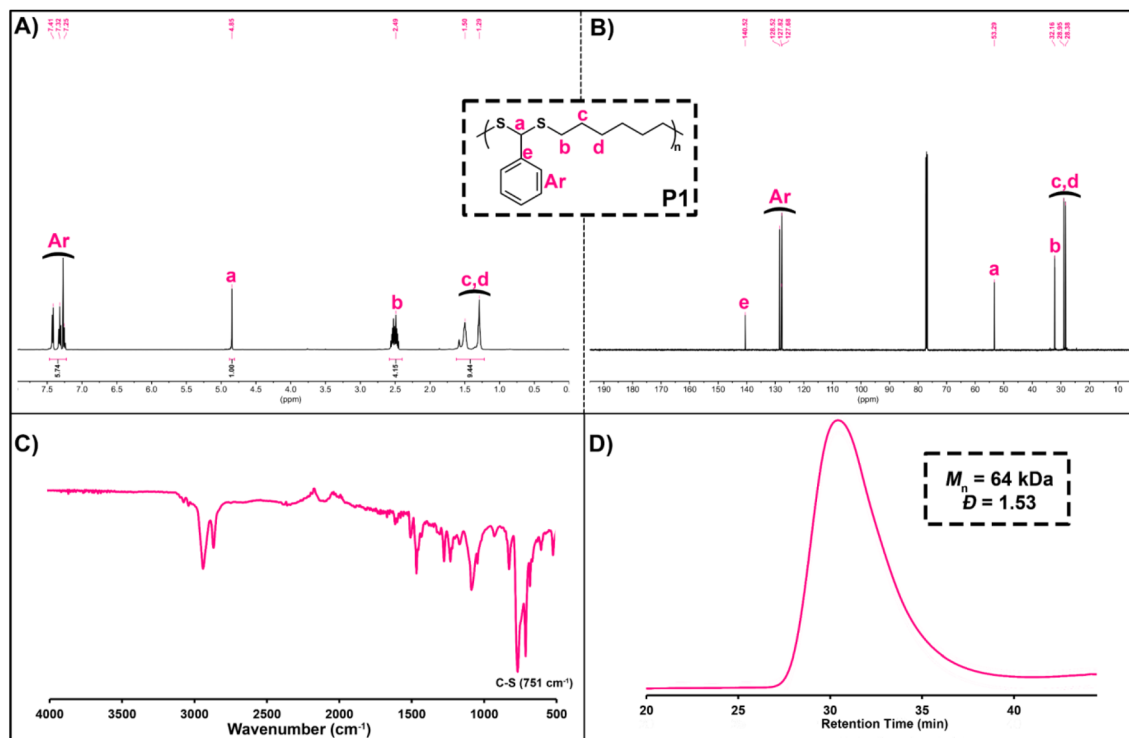 A)
7.41
7.32
7.25
4.85
2.49
1.50
1.29
B)
140.52
128.52
127.82
127.68
53.29
32.16
28.95
28.38
S
a
S
c
b
d
e
n
Ar
P1
Ar
a
b
c,d
5.74
1.00
4.15
9.44
7.5 7.0 6.5 6.0 5.5 5.0 4.5 4.0 3.5 3.0 2.5 2.0 1.5 1.0 0.5 0.0
(ppm)
e
Ar
a
b
c,d
190 180 170 160 150 140 130 120 110 100 90 80 70 60 50 40 30 20 10
(ppm)
C)
C-S (751 cm⁻¹)
4000 3500 3000 2500 2000 1500 1000 500
Wavenumber (cm⁻¹)
D)
Mn = 64 kDa
Đ = 1.53
20 25 30 35 40
Retention Time (min)